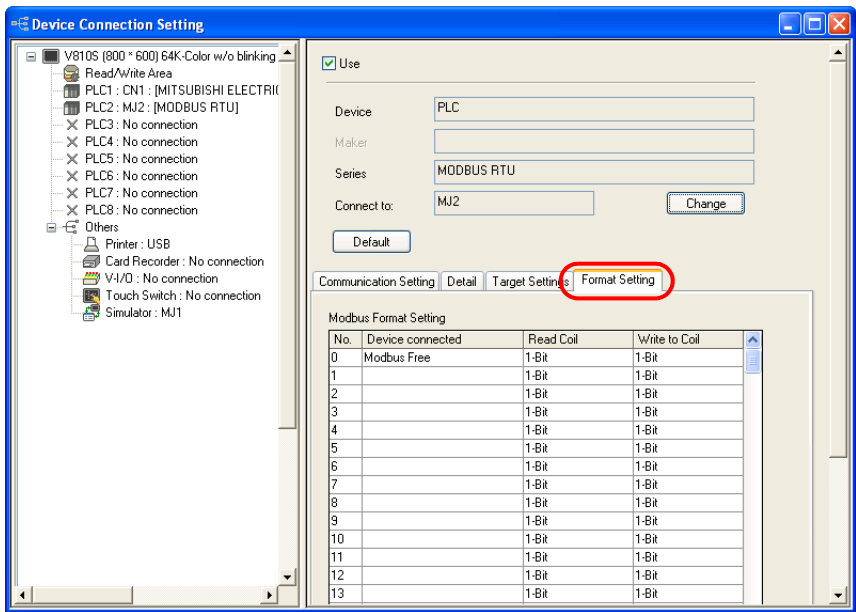 Device Connection Setting
V810S (800 * 600) 64K-Color w/o blinking
Read/Write Area
PLC1 : CN1 : [MITSUBISHI ELECTRI
PLC2 : MJ2 : [MODBUS RTU]
PLC3 : No connection
PLC4 : No connection
PLC5 : No connection
PLC6 : No connection
PLC7 : No connection
PLC8 : No connection
Others
Printer : USB
Card Recorder : No connection
V-I/O : No connection
Touch Switch : No connection
Simulator : MJ1
Use
Device PLC
Maker
Series MODBUS RTU
Connect to: MJ2 Change
Default
Communication Setting Detail Target Settings Format Setting
Modbus Format Setting
No. Device connected Read Coil Write to Coil
0 Modbus Free 1-Bit 1-Bit
1 1-Bit 1-Bit
2 1-Bit 1-Bit
3 1-Bit 1-Bit
4 1-Bit 1-Bit
5 1-Bit 1-Bit
6 1-Bit 1-Bit
7 1-Bit 1-Bit
8 1-Bit 1-Bit
9 1-Bit 1-Bit
10 1-Bit 1-Bit
11 1-Bit 1-Bit
12 1-Bit 1-Bit
13 1-Bit 1-Bit